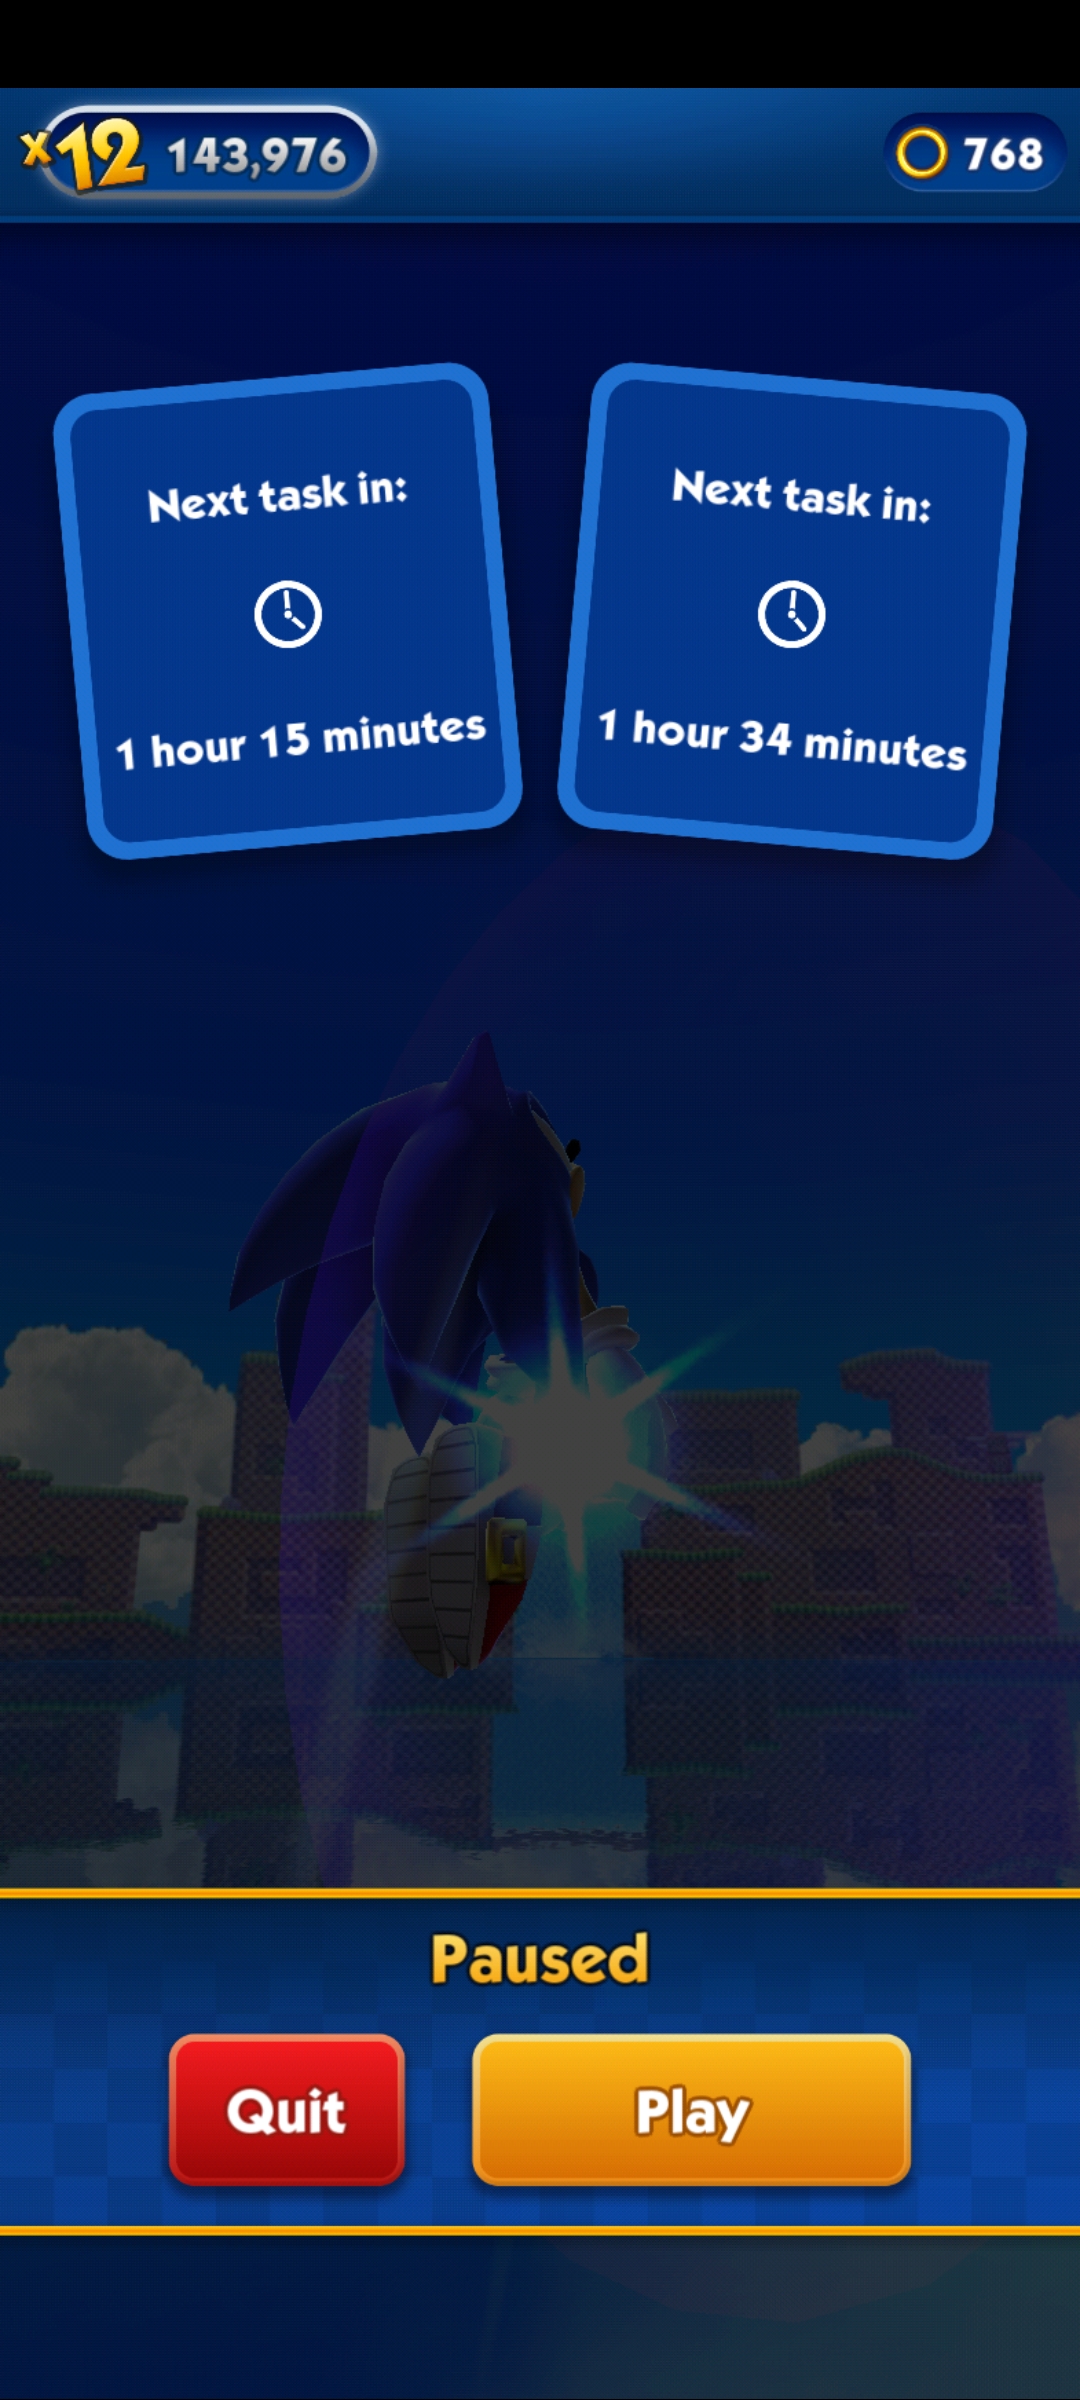 x12 143,976
768
Next task in:
1 hour 15 minutes
Next task in:
1 hour 34 minutes
Paused
Quit
Play